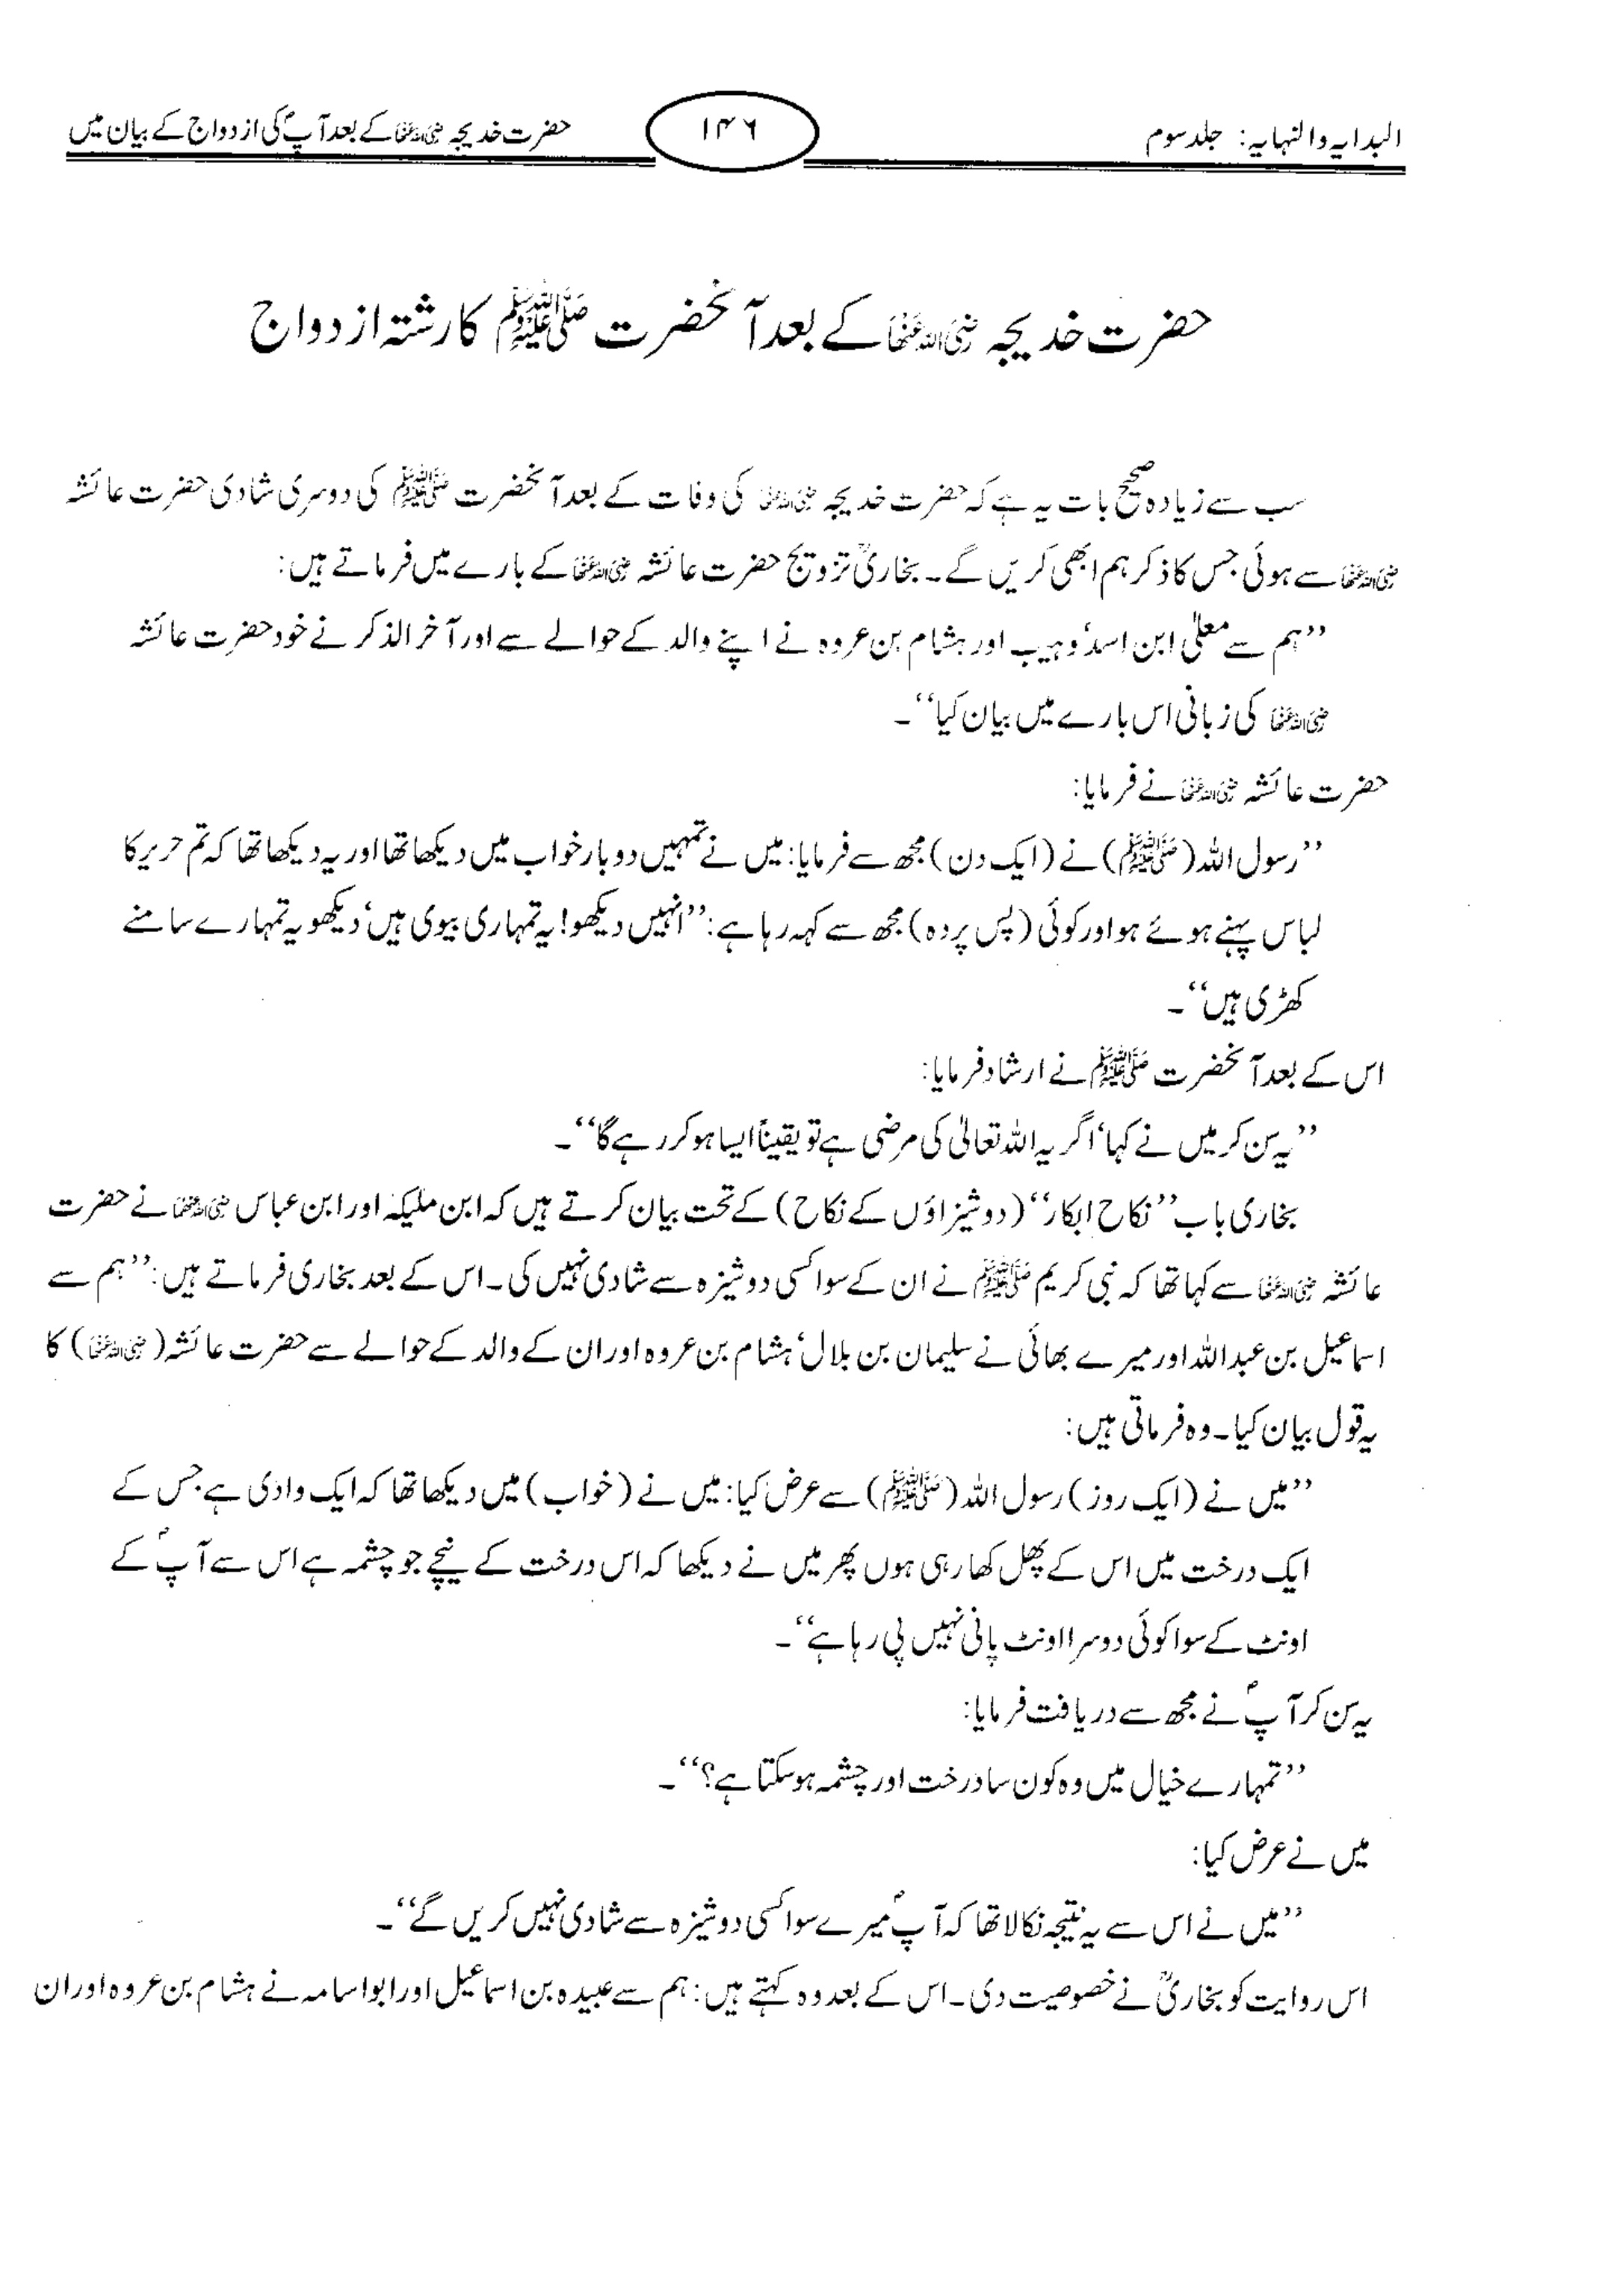 البدایہ والنہایہ: جلد سوم
۱۴۶
حضرت خدیجہ رضی اللہ عنہا کے بعد آپؐ کی ازدواج کے بیان میں
حضرت خدیجہ رضی اللہ عنہا کے بعد آنحضرت ﷺ کا رشتہ ازدواج
سب سے زیادہ صحیح بات یہ ہے کہ حضرت خدیجہ رضی اللہ عنہا کی وفات کے بعد آنحضرت ﷺ کی دوسری شادی حضرت عائشہ
رضی اللہ عنہا سے ہوئی جس کا ذکر ہم ابھی کریں گے۔ بخاریؒ تزویج حضرت عائشہ رضی اللہ عنہا کے بارے میں فرماتے ہیں:
’’ہم سے معلٰی ابن اسد‘ وہیب اور ہشام بن عروہ نے اپنے والد کے حوالے سے اور آخر الذکر نے خود حضرت عائشہ
رضی اللہ عنہا کی زبانی اس بارے میں بیان کیا‘‘۔
حضرت عائشہ رضی اللہ عنہا نے فرمایا:
’’رسول اللہ (ﷺ) نے (ایک دن) مجھ سے فرمایا: میں نے تمہیں دو بار خواب میں دیکھا تھا اور یہ دیکھا تھا کہ تم حریر کا
لباس پہنے ہوئے ہو اور کوئی (پس پردہ) مجھ سے کہہ رہا ہے: ’’انہیں دیکھو! یہ تمہاری بیوی ہیں‘ دیکھو یہ تمہارے سامنے
کھڑی ہیں‘‘۔
اس کے بعد آنحضرت ﷺ نے ارشاد فرمایا:
’’یہ سن کر میں نے کہا‘ اگر یہ اللہ تعالیٰ کی مرضی ہے تو یقیناً ایسا ہو کر رہے گا‘‘۔
بخاری باب ’’نکاح ابکار‘‘ (دوشیزاؤں کے نکاح) کے تحت بیان کرتے ہیں کہ ابن ملیکہ اور ابن عباس رضی اللہ عنہما نے حضرت
عائشہ رضی اللہ عنہا سے کہا تھا کہ نبی کریم ﷺ نے ان کے سوا کسی دوشیزہ سے شادی نہیں کی۔ اس کے بعد بخاری فرماتے ہیں: ’’ہم سے
اسماعیل بن عبداللہ اور میرے بھائی نے سلیمان بن بلال‘ ہشام بن عروہ اور ان کے والد کے حوالے سے حضرت عائشہ (رضی اللہ عنہا) کا
یہ قول بیان کیا۔ وہ فرماتی ہیں:
’’میں نے (ایک روز) رسول اللہ (ﷺ) سے عرض کیا: میں نے (خواب) میں دیکھا تھا کہ ایک وادی ہے جس کے
ایک درخت میں اس کے پھل کھا رہی ہوں پھر میں نے دیکھا کہ اس درخت کے نیچے جو چشمہ ہے اس سے آپؐ کے
اونٹ کے سوا کوئی دوسرا اونٹ پانی نہیں پی رہا ہے‘‘۔
یہ سن کر آپؐ نے مجھ سے دریافت فرمایا:
’’تمہارے خیال میں وہ کون سا درخت اور چشمہ ہو سکتا ہے؟‘‘۔
میں نے عرض کیا:
’’میں نے اس سے یہ نتیجہ نکالا تھا کہ آپؐ میرے سوا کسی دوشیزہ سے شادی نہیں کریں گے‘‘۔
اس روایت کو بخاریؒ نے خصوصیت دی۔ اس کے بعد وہ کہتے ہیں: ہم سے عبیدہ بن اسماعیل اور ابواسامہ نے ہشام بن عروہ اور ان